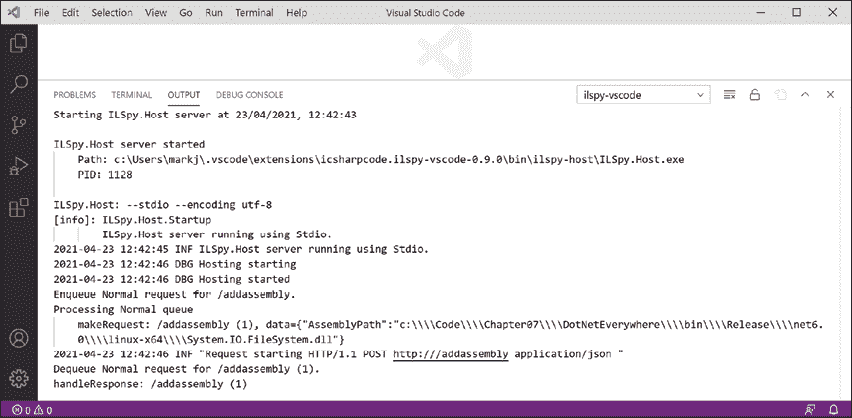 File Edit Selection View Go Run Terminal Help Visual Studio Code
PROBLEMS TERMINAL OUTPUT DEBUG CONSOLE ilspy-vscode
Starting ILSpy.Host server at 23/04/2021, 12:42:43
ILSpy.Host server started
Path: c:\Users\markj\.vscode\extensions\icsharpcode.ilspy-vscode-0.9.0\bin\ilspy-host\ILSpy.Host.exe
PID: 1128
ILSpy.Host: --stdio --encoding utf-8
[info]: ILSpy.Host.Startup
ILSpy.Host server running using Stdio.
2021-04-23 12:42:45 INF ILSpy.Host server running using Stdio.
2021-04-23 12:42:46 DBG Hosting starting
2021-04-23 12:42:46 DBG Hosting started
Enqueue Normal request for /addassembly.
Processing Normal queue
makeRequest: /addassembly (1), data={"AssemblyPath":"c:\\\\Code\\\\Chapter07\\\\DotNetEverywhere\\\\bin\\\\Release\\\\net6.
0\\\\linux-x64\\\\System.IO.FileSystem.dll"}
2021-04-23 12:42:46 INF "Request starting HTTP/1.1 POST http:///addassembly application/json "
Dequeue Normal request for /addassembly (1).
handleResponse: /addassembly (1)
0 0